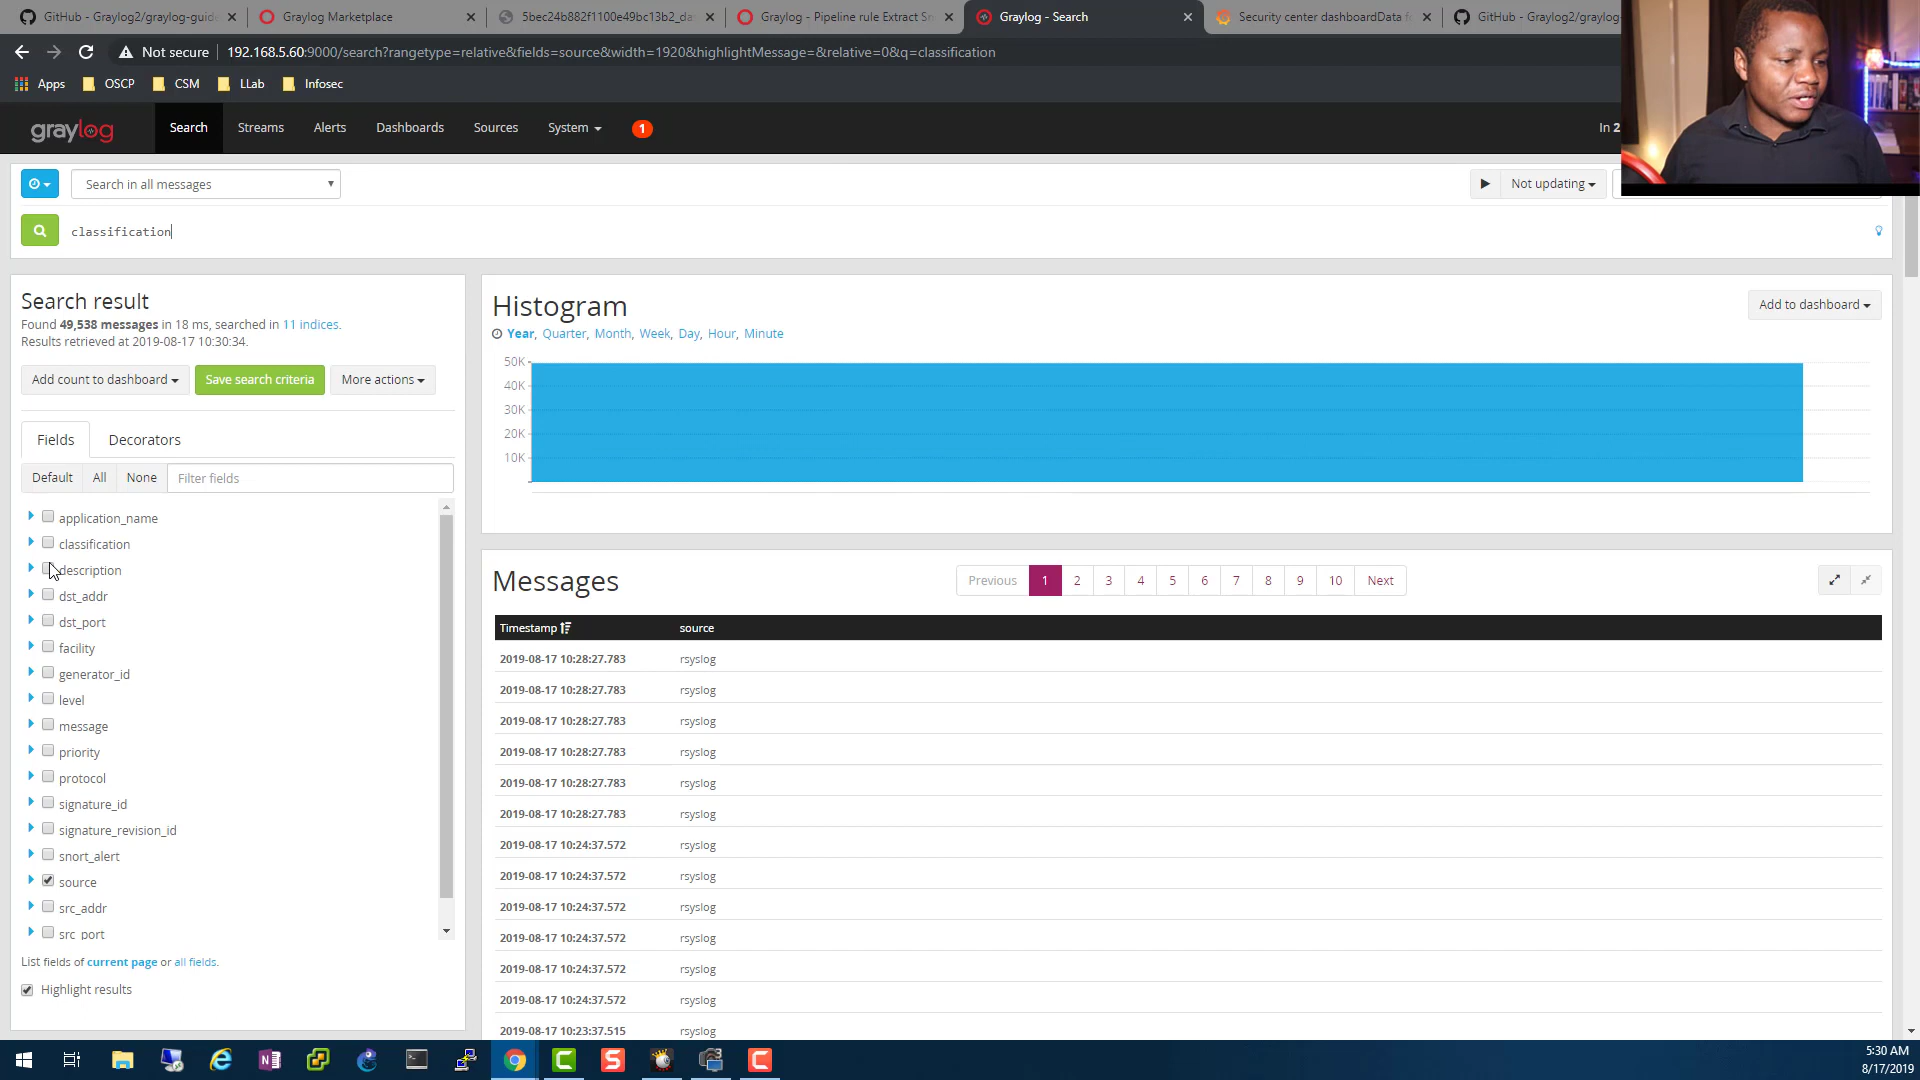 GitHub - Graylog2/graylog-guide
Graylog Marketplace
5bec24b882f1100e49bc13b2_da
Graylog - Pipeline rule Extract Sn
Graylog - Search
Security center dashboardData f
GitHub - Graylog2/graylog
Not secure
192.168.5.60:9000/search?rangetype=relative&fields=source&width=1920&highlightMessage=&relative=0&q=classification
Apps
OSCP
CSM
LLab
Infosec
graylog
Search
Streams
Alerts
Dashboards
Sources
System
1
In 2
Search in all messages
Not updating
classification
Search result
Found 49,538 messages in 18 ms, searched in 11 indices.
Results retrieved at 2019-08-17 10:30:34.
Add count to dashboard
Save search criteria
More actions
Fields
Decorators
Default
All
None
Filter fields
application_name
classification
description
dst_addr
dst_port
facility
generator_id
level
message
priority
protocol
signature_id
signature_revision_id
snort_alert
source
src_addr
src_port
List fields of current page or all fields.
Highlight results
Histogram
Add to dashboard
Year, Quarter, Month, Week, Day, Hour, Minute
50K
40K
30K
20K
10K
Messages
Previous 1 2 3 4 5 6 7 8 9 10 Next
Timestamp source
2019-08-17 10:28:27.783 rsyslog
2019-08-17 10:28:27.783 rsyslog
2019-08-17 10:28:27.783 rsyslog
2019-08-17 10:28:27.783 rsyslog
2019-08-17 10:28:27.783 rsyslog
2019-08-17 10:28:27.783 rsyslog
2019-08-17 10:24:37.572 rsyslog
2019-08-17 10:24:37.572 rsyslog
2019-08-17 10:24:37.572 rsyslog
2019-08-17 10:24:37.572 rsyslog
2019-08-17 10:24:37.572 rsyslog
2019-08-17 10:24:37.572 rsyslog
2019-08-17 10:23:37.515 rsyslog
5:30 AM
8/17/2019